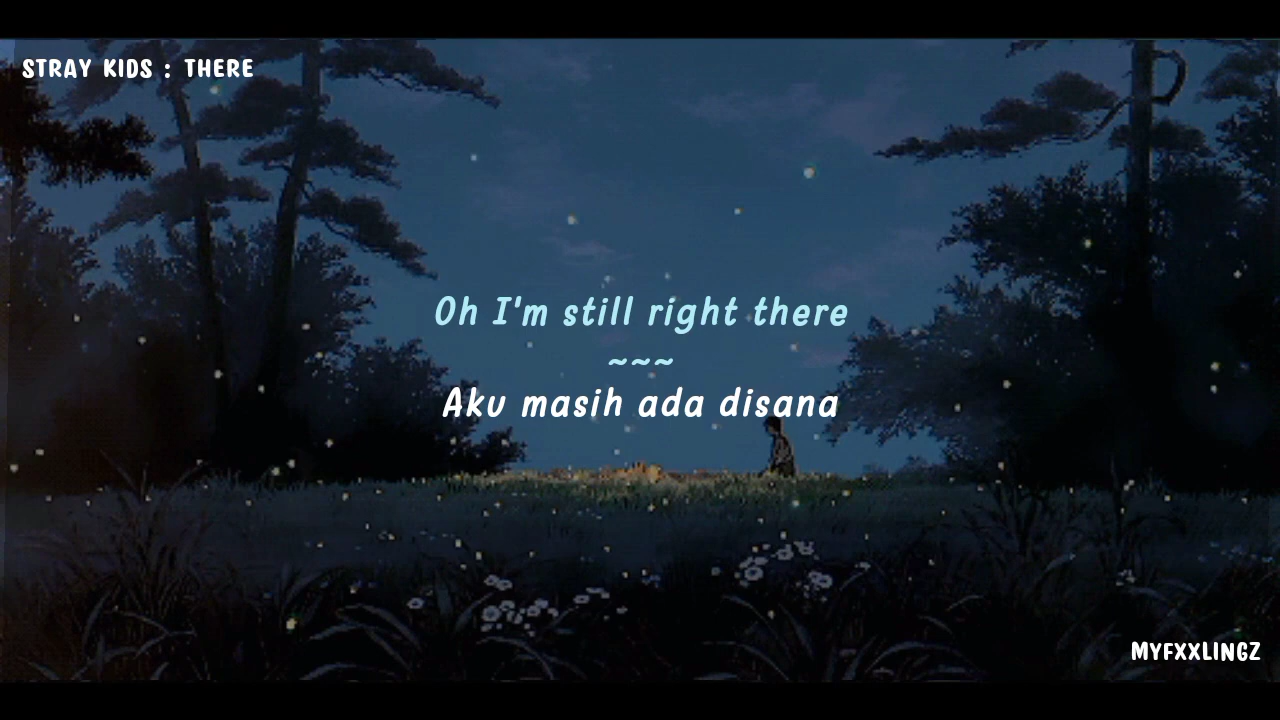 STRAY KIDS : THERE
Oh I'm still right there
~~~
Aku masih ada disana
MYFXXLINGZ